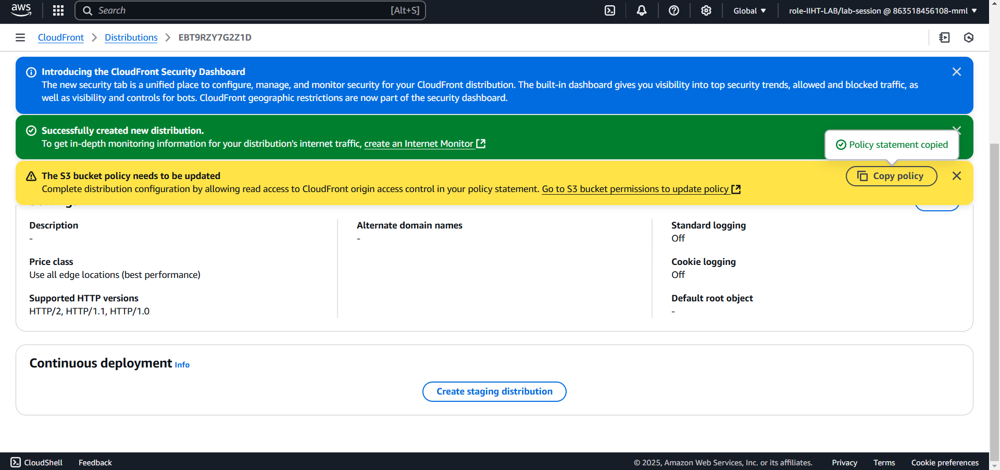 aws
Search
[Alt+S]
Global
role-IIHT-LAB/lab-session @ 863518456108-mml
CloudFront
Distributions
EBT9RZY7G2Z1D
Introducing the CloudFront Security Dashboard
The new security tab is a unified place to configure, manage, and monitor security for your CloudFront distribution. The built-in dashboard gives you visibility into top security trends, allowed and blocked traffic, as
well as visibility and controls for bots. CloudFront geographic restrictions are now part of the security dashboard.
Successfully created new distribution.
To get in-depth monitoring information for your distribution's internet traffic, create an Internet Monitor
Policy statement copied
The S3 bucket policy needs to be updated
Complete distribution configuration by allowing read access to CloudFront origin access control in your policy statement. Go to S3 bucket permissions to update policy
Copy policy
Description
-
Price class
Use all edge locations (best performance)
Supported HTTP versions
HTTP/2, HTTP/1.1, HTTP/1.0
Alternate domain names
-
Standard logging
Off
Cookie logging
Off
Default root object
-
Continuous deployment Info
Create staging distribution
CloudShell
Feedback
© 2025, Amazon Web Services, Inc. or its affiliates.
Privacy
Terms
Cookie preferences